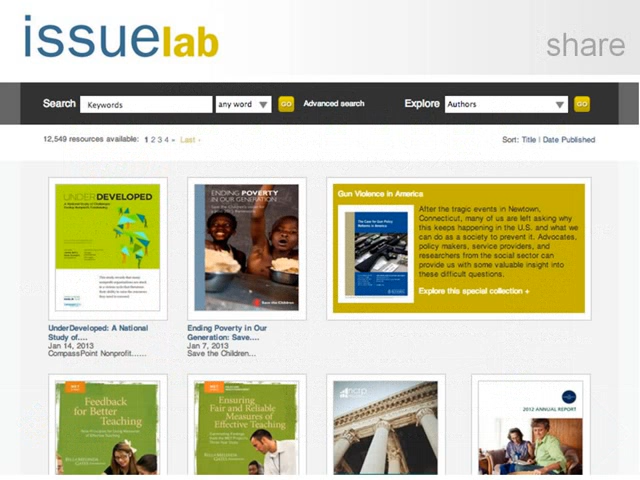 issuelab
share
Search Keywords any word GO Advanced search Explore Authors GO
12,549 resources available: 1 2 3 4 Last
Sort: Title | Date Published
UNDERDEVELOPED
ENDING POVERTY
IN OUR GENERATION
Save the Children
Gun Violence in America
After the tragic events in Newtown,
Connecticut, many of us are left asking why
this keeps happening in the U.S. and what we
can do as a society to prevent it. Advocates,
policy makers, service providers, and
researchers from the social sector can
provide us with some valuable insight into
these difficult questions.
Explore this special collection +
UnderDeveloped: A National
Study of....
Jan 14, 2013
CompassPoint Nonprofit......
Ending Poverty in Our
Generation: Save....
Jan 7, 2013
Save the Children...
Feedback
for Better
Teaching
Ensuring
Fair and Reliable
Measures of
Effective Teaching
ncrp
2012 ANNUAL REPORT